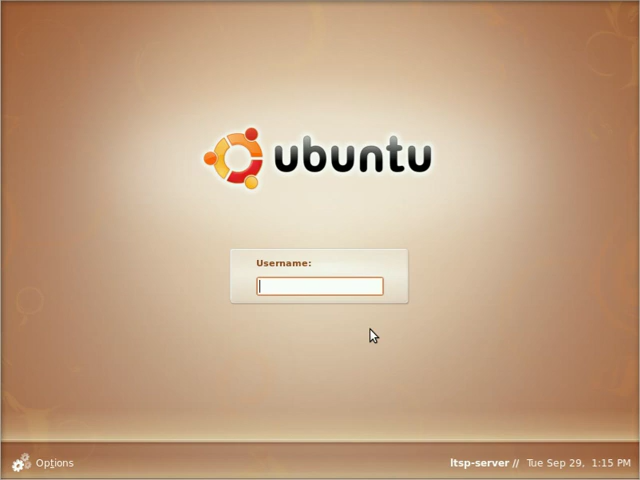 ubuntu
Username:
Options
ltsp-server // Tue Sep 29, 1:15 PM